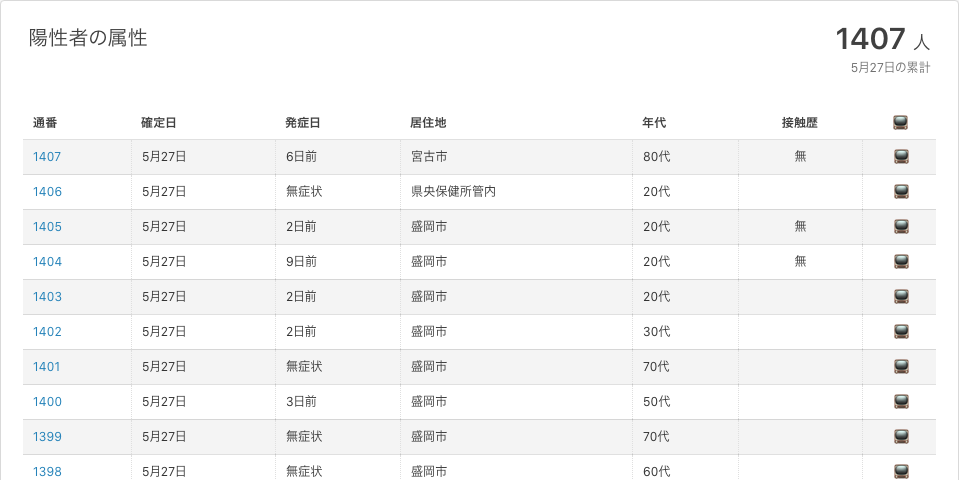 陽性者の属性
1407 人
5月27日の累計
通番 確定日 発症日 居住地 年代 接触歴
1407 5月27日 6日前 宮古市 80代 無
1406 5月27日 無症状 県央保健所管内 20代
1405 5月27日 2日前 盛岡市 20代 無
1404 5月27日 9日前 盛岡市 20代 無
1403 5月27日 2日前 盛岡市 20代
1402 5月27日 2日前 盛岡市 30代
1401 5月27日 無症状 盛岡市 70代
1400 5月27日 3日前 盛岡市 50代
1399 5月27日 無症状 盛岡市 70代
1398 5月27日 無症状 盛岡市 60代